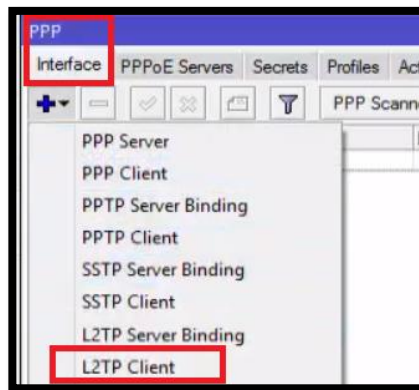 PPP
Interface PPPoE Servers Secrets Profiles
PPP Scann
PPP Server
PPP Client
PPTP Server Binding
PPTP Client
SSTP Server Binding
SSTP Client
L2TP Server Binding
L2TP Client